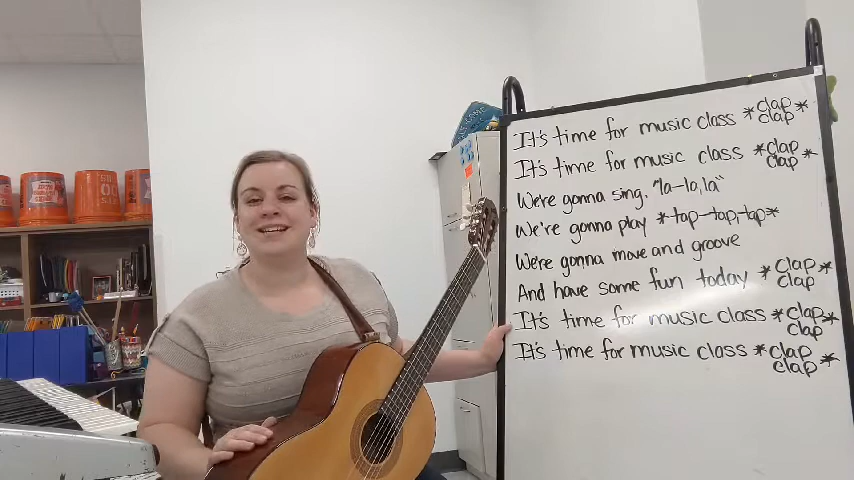 It's time for music class *clap clap*
It's time for music class *clap clap*
We're gonna sing. "la-la, la"
We're gonna play *tap-tap, tap*
We're gonna move and groove
And have some fun today *clap clap*
It's time for music class *clap clap*
It's time for music class *clap clap*